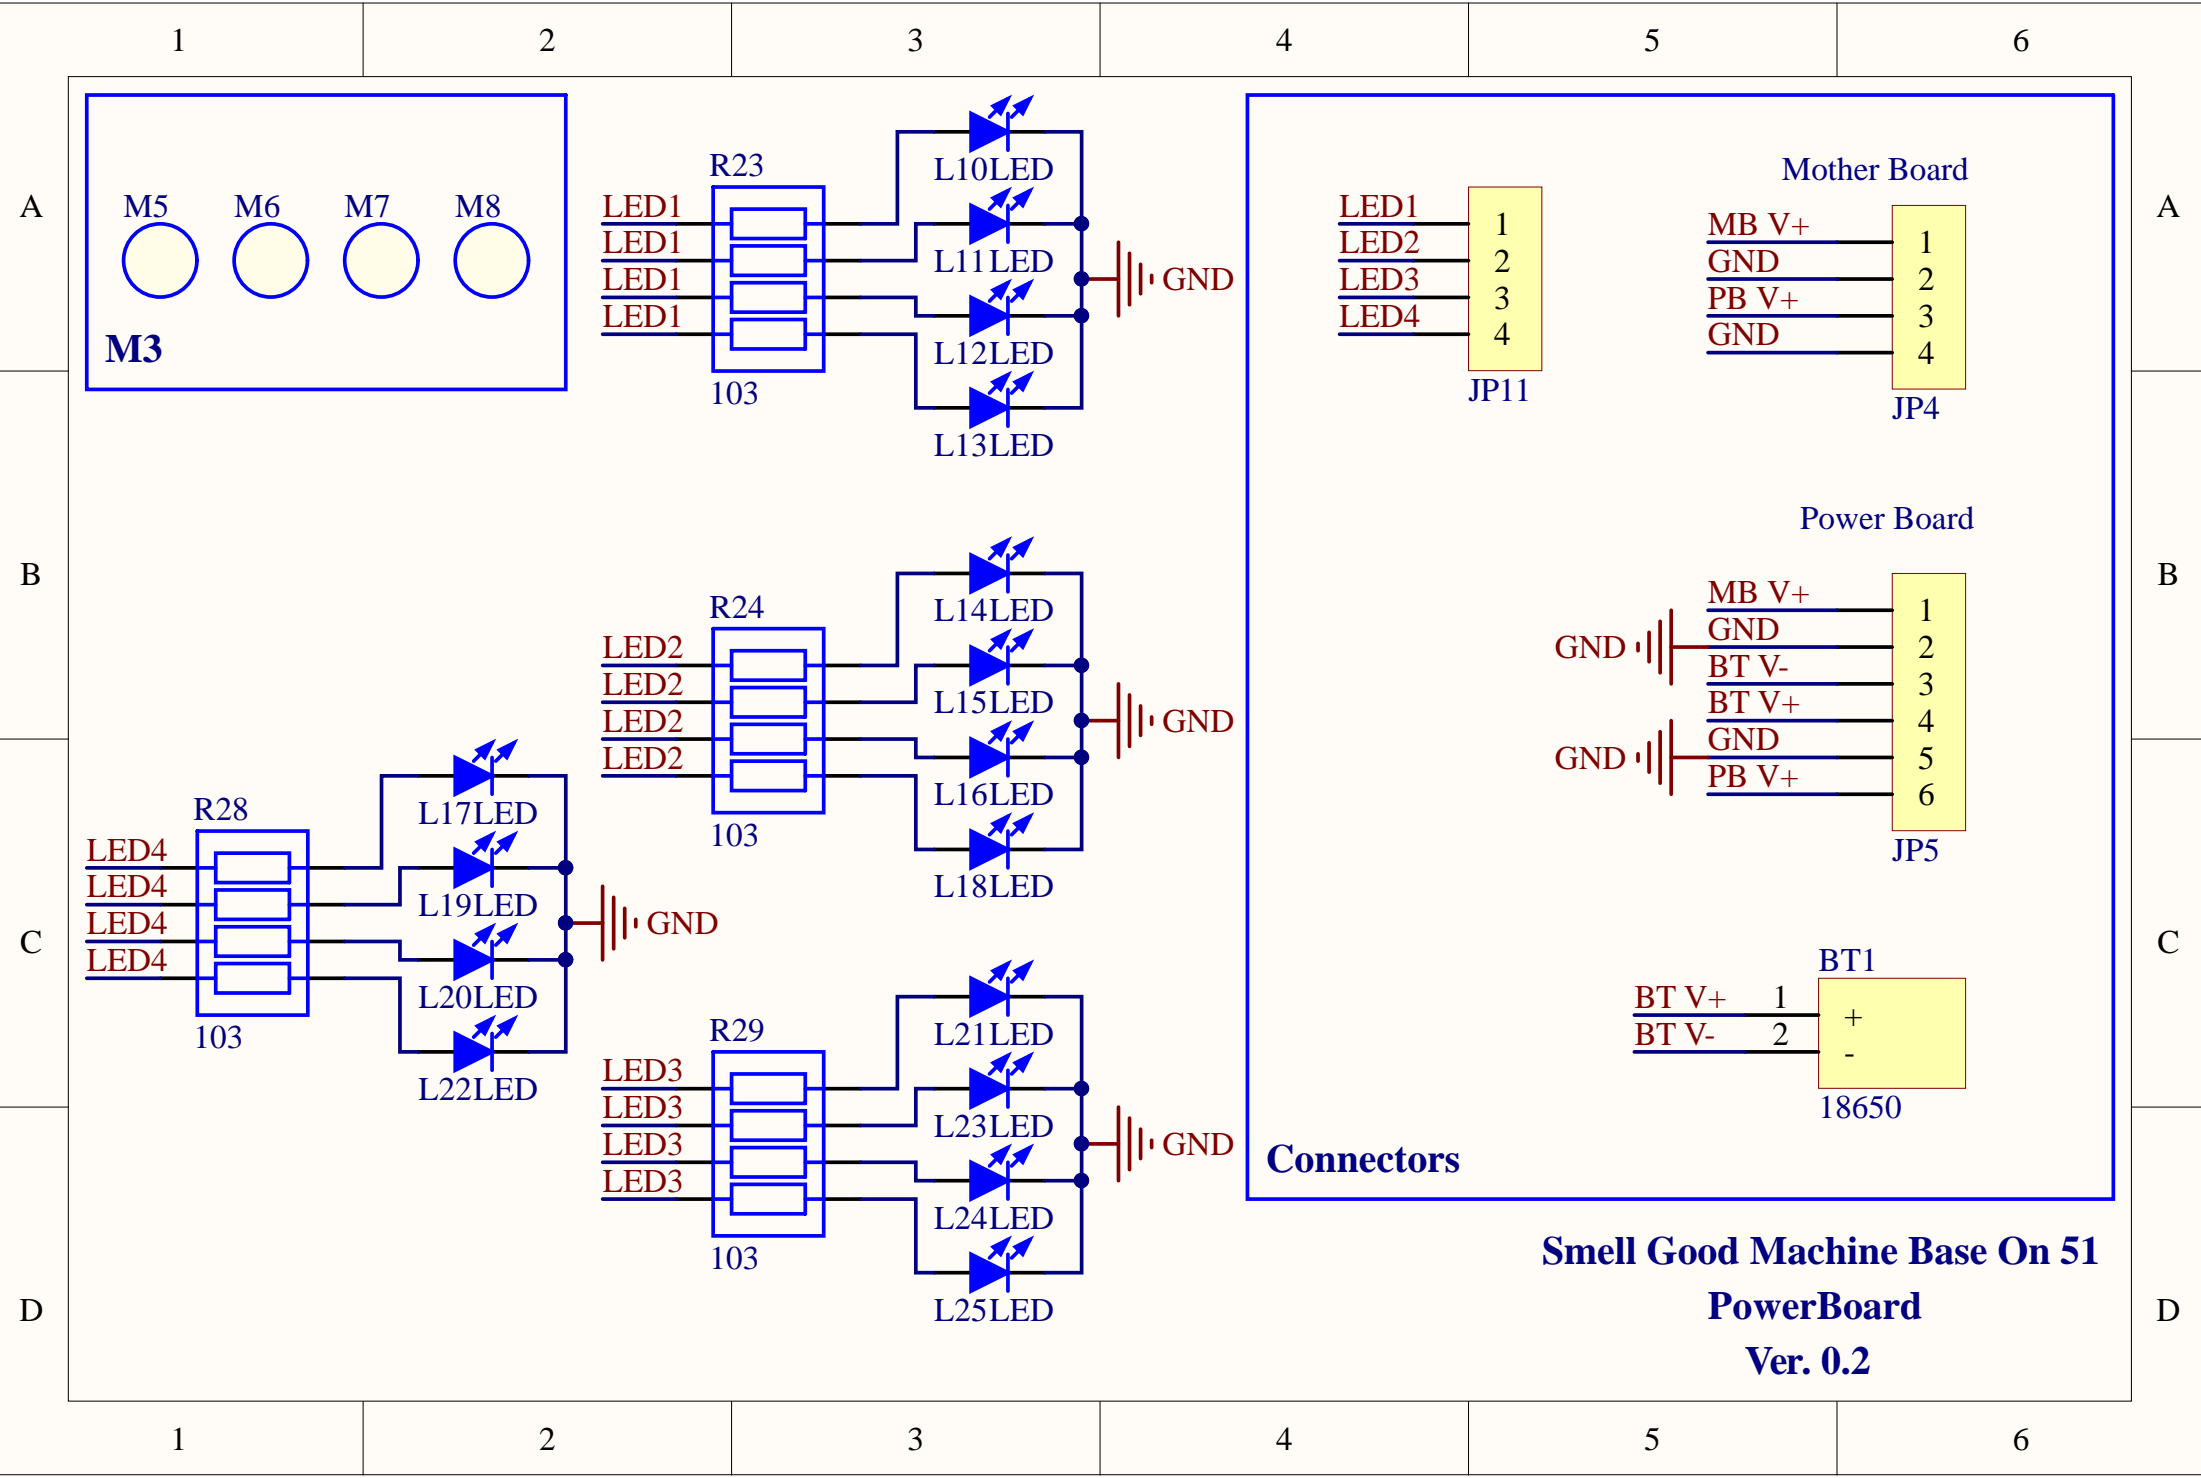 1 2 3 4 5 6
A A
B B
C C
D D
M5 M6 M7 M8
M3
R23
LED1
LED1
LED1
LED1
103
L10LED
L11LED
L12LED
L13LED
GND
R24
LED2
LED2
LED2
LED2
103
L14LED
L15LED
L16LED
L18LED
GND
R28
LED4
LED4
LED4
LED4
103
L17LED
L19LED
L20LED
L22LED
GND
R29
LED3
LED3
LED3
LED3
103
L21LED
L23LED
L24LED
L25LED
GND
LED1 1
LED2 2
LED3 3
LED4 4
JP11
Mother Board
MB V+ 1
GND 2
PB V+ 3
GND 4
JP4
Power Board
MB V+ 1
GND GND 2
BT V- 3
BT V+ 4
GND GND 5
PB V+ 6
JP5
BT1
BT V+ 1 +
BT V- 2 -
18650
Connectors
Smell Good Machine Base On 51
PowerBoard
Ver. 0.2
1 2 3 4 5 6